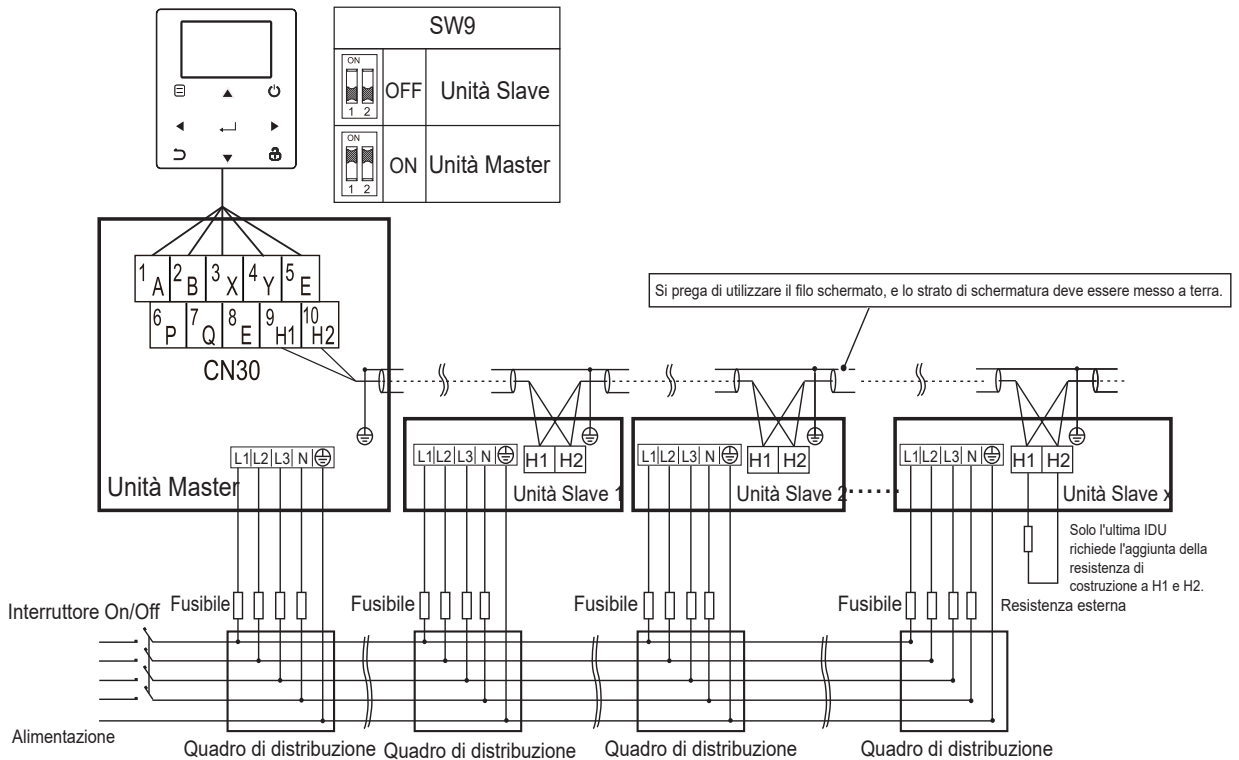 SW9
ON
1 2
OFF
Unità Slave
ON
1 2
ON
Unità Master
1 A 2 B 3 X 4 Y 5 E
6 P 7 Q 8 E 9 H1 10 H2
CN30
Si prega di utilizzare il filo schermato, e lo strato di schermatura deve essere messo a terra.
L1 L2 L3 N
Unità Master
L1 L2 L3 N
H1 H2
Unità Slave 1
L1 L2 L3 N
H1 H2
Unità Slave 2
L1 L2 L3 N
H1 H2
Unità Slave x
Solo l'ultima IDU
richiede l'aggiunta della
resistenza di
costruzione a H1 e H2.
Resistenza esterna
Interruttore On/Off
Fusibile
Fusibile
Fusibile
Fusibile
Alimentazione
Quadro di distribuzione
Quadro di distribuzione
Quadro di distribuzione
Quadro di distribuzione